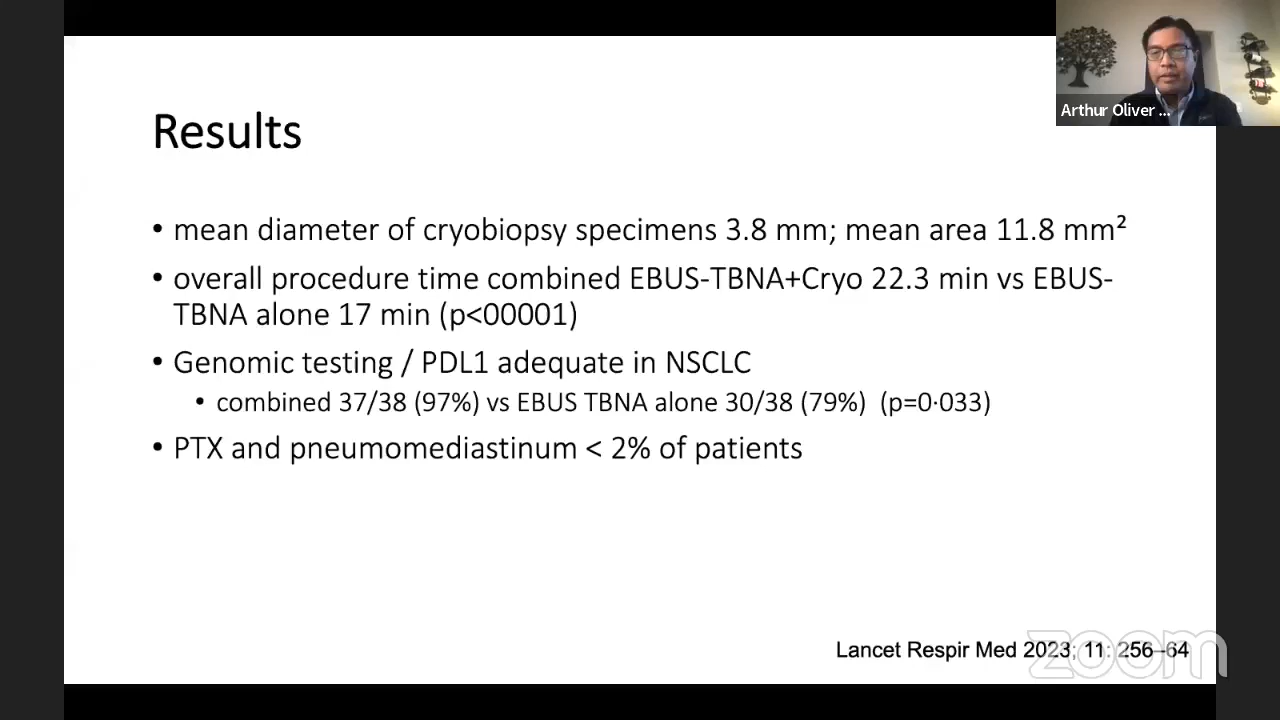 Results
• mean diameter of cryobiopsy specimens 3.8 mm; mean area 11.8 mm²
• overall procedure time combined EBUS-TBNA+Cryo 22.3 min vs EBUS-
TBNA alone 17 min (p<00001)
• Genomic testing / PDL1 adequate in NSCLC
• combined 37/38 (97%) vs EBUS TBNA alone 30/38 (79%)  (p=0·033)
• PTX and pneumomediastinum < 2% of patients
Lancet Respir Med 2023; 11: 256–64
zoom
Arthur Oliver ...